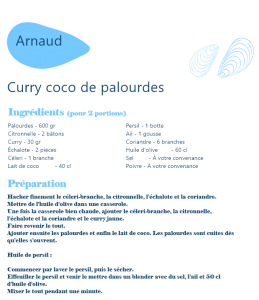 Arnaud
Curry coco de palourdes
Ingrédients (pour 2 portions)
Palourdes - 600 gr
Citronnelle - 2 bâtons
Curry - 30 gr
Échalote - 2 pièces
Céleri - 1 branche
Lait de coco - 40 cl
Persil - 1 botte
Ail - 1 gousse
Coriandre - 6 branches
Huile d'olive - 60 cl
Sel - À votre convenance
Poivre - À votre convenance
Préparation
Hacher finement le céleri-branche, la citronnelle, l'échalote et la coriandre.
Mettre de l'huile d'olive dans une casserole.
Une fois la casserole bien chaude, ajouter le céleri-branche, la citronnelle,
l'échalote et la coriandre et le curry jaune.
Faire revenir le tout.
Ajouter ensuite les palourdes et enfin le lait de coco. Les palourdes sont cuites dès
qu'elles s'ouvrent.
Huile de persil :
Commencer par laver le persil, puis le sécher.
Effeuiller le persil et venir le mettre dans un blender avec du sel, l'ail et 50 cl
d'huile d'olive.
Mixer le tout pendant une minute.